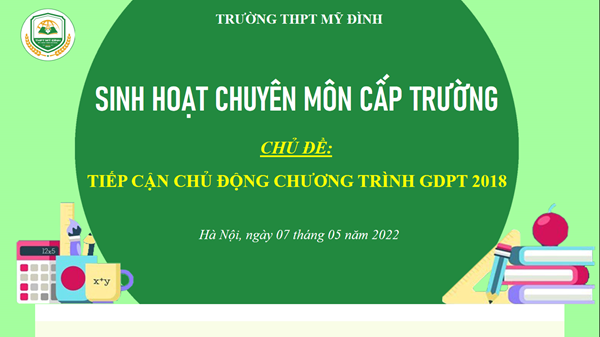 TRƯỜNG THPT MỸ ĐÌNH
SINH HOẠT CHUYÊN MÔN CẤP TRƯỜNG
CHỦ ĐỀ:
TIẾP CẬN CHỦ ĐỘNG CHƯƠNG TRÌNH GDPT 2018
Hà Nội, ngày 07 tháng 05 năm 2022
12x5
x+y